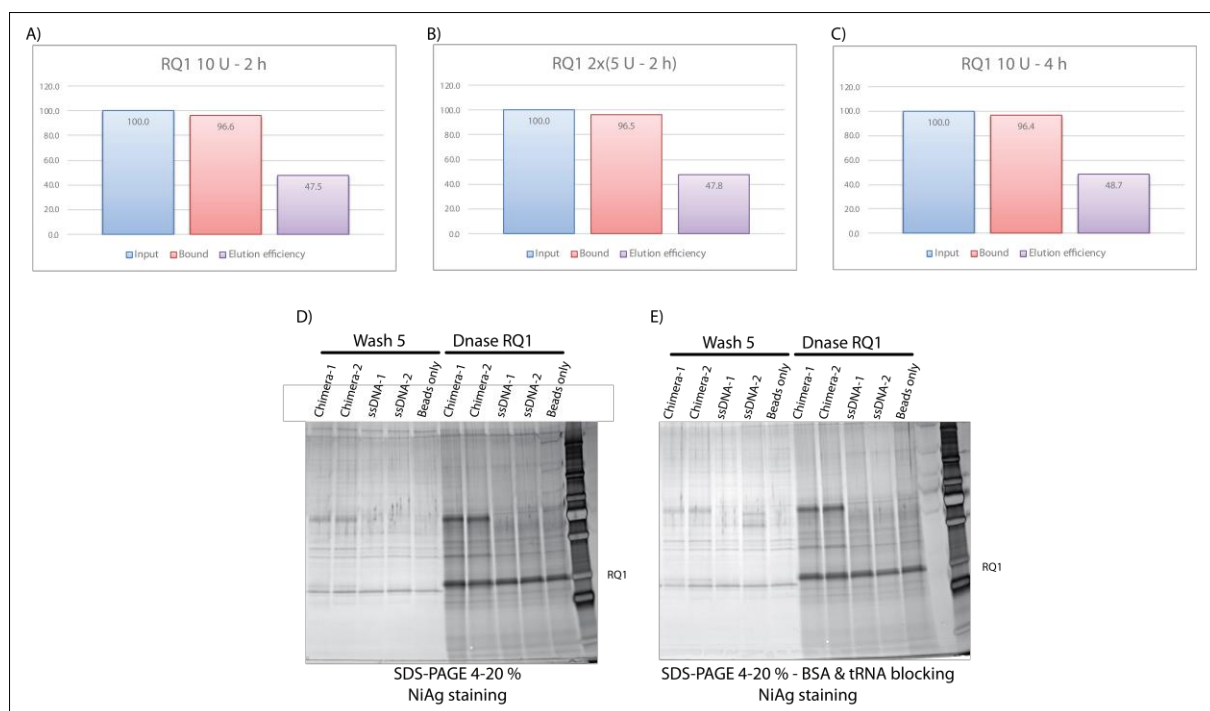 A)
RQ1 10 U - 2 h
120.0
100.0
80.0
60.0
40.0
20.0
0.0
100.0
96.6
47.5
Input Bound Elution efficiency
B)
RQ1 2x(5 U - 2 h)
120.0
100.0
80.0
60.0
40.0
20.0
0.0
100.0
96.5
47.8
Input Bound Elution efficiency
C)
RQ1 10 U - 4 h
120.0
100.0
80.0
60.0
40.0
20.0
0.0
100.0
96.4
48.7
Input Bound Elution efficiency
D)
Wash 5 Dnase RQ1
Chimera-1
Chimera-2
ssDNA-1
ssDNA-2
Beads only
Chimera-1
Chimera-2
ssDNA-1
ssDNA-2
Beads only
RQ1
SDS-PAGE 4-20 %
NiAg staining
E)
Wash 5 Dnase RQ1
Chimera-1
Chimera-2
ssDNA-1
ssDNA-2
Beads only
Chimera-1
Chimera-2
ssDNA-1
ssDNA-2
Beads only
RQ1
SDS-PAGE 4-20 % - BSA & tRNA blocking
NiAg staining